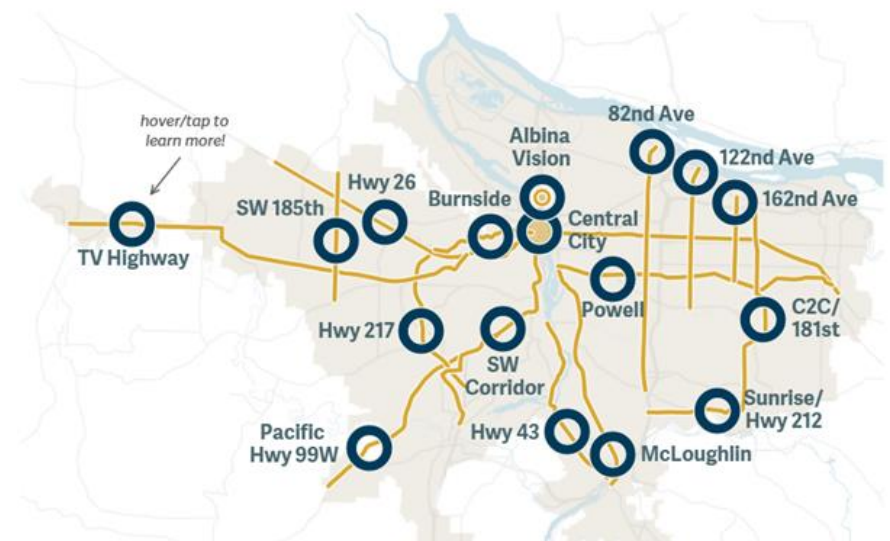 82nd Ave
hover/tap to
learn more!
Albina
Vision
122nd Ave
Hwy 26
Burnside
162nd Ave
SW 185th
Central
City
TV Highway
Powell
C2C/
181st
Hwy 217
SW
Corridor
Sunrise/
Hwy 212
Pacific
Hwy 99W
Hwy 43
McLoughlin